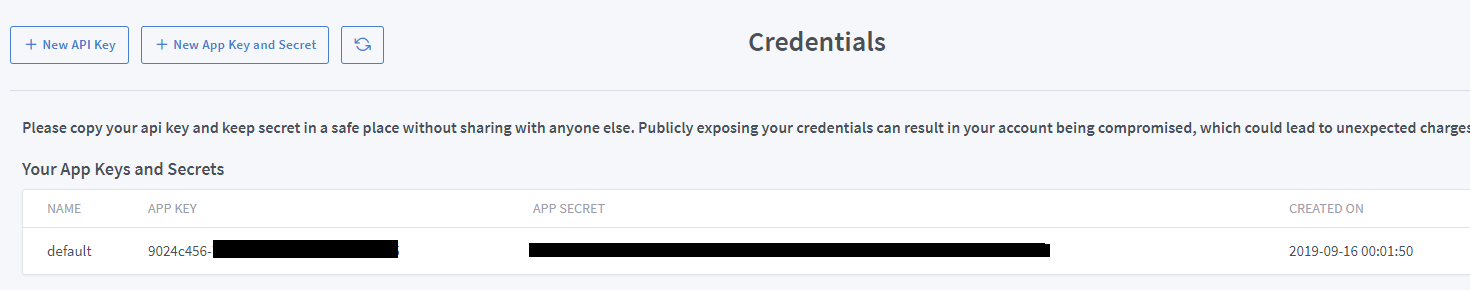 + New API Key
+ New App Key and Secret
Credentials
Please copy your api key and keep secret in a safe place without sharing with anyone else. Publicly exposing your credentials can result in your account being compromised, which could lead to unexpected charges
Your App Keys and Secrets
NAME APP KEY APP SECRET CREATED ON
default 9024c456- 2019-09-16 00:01:50